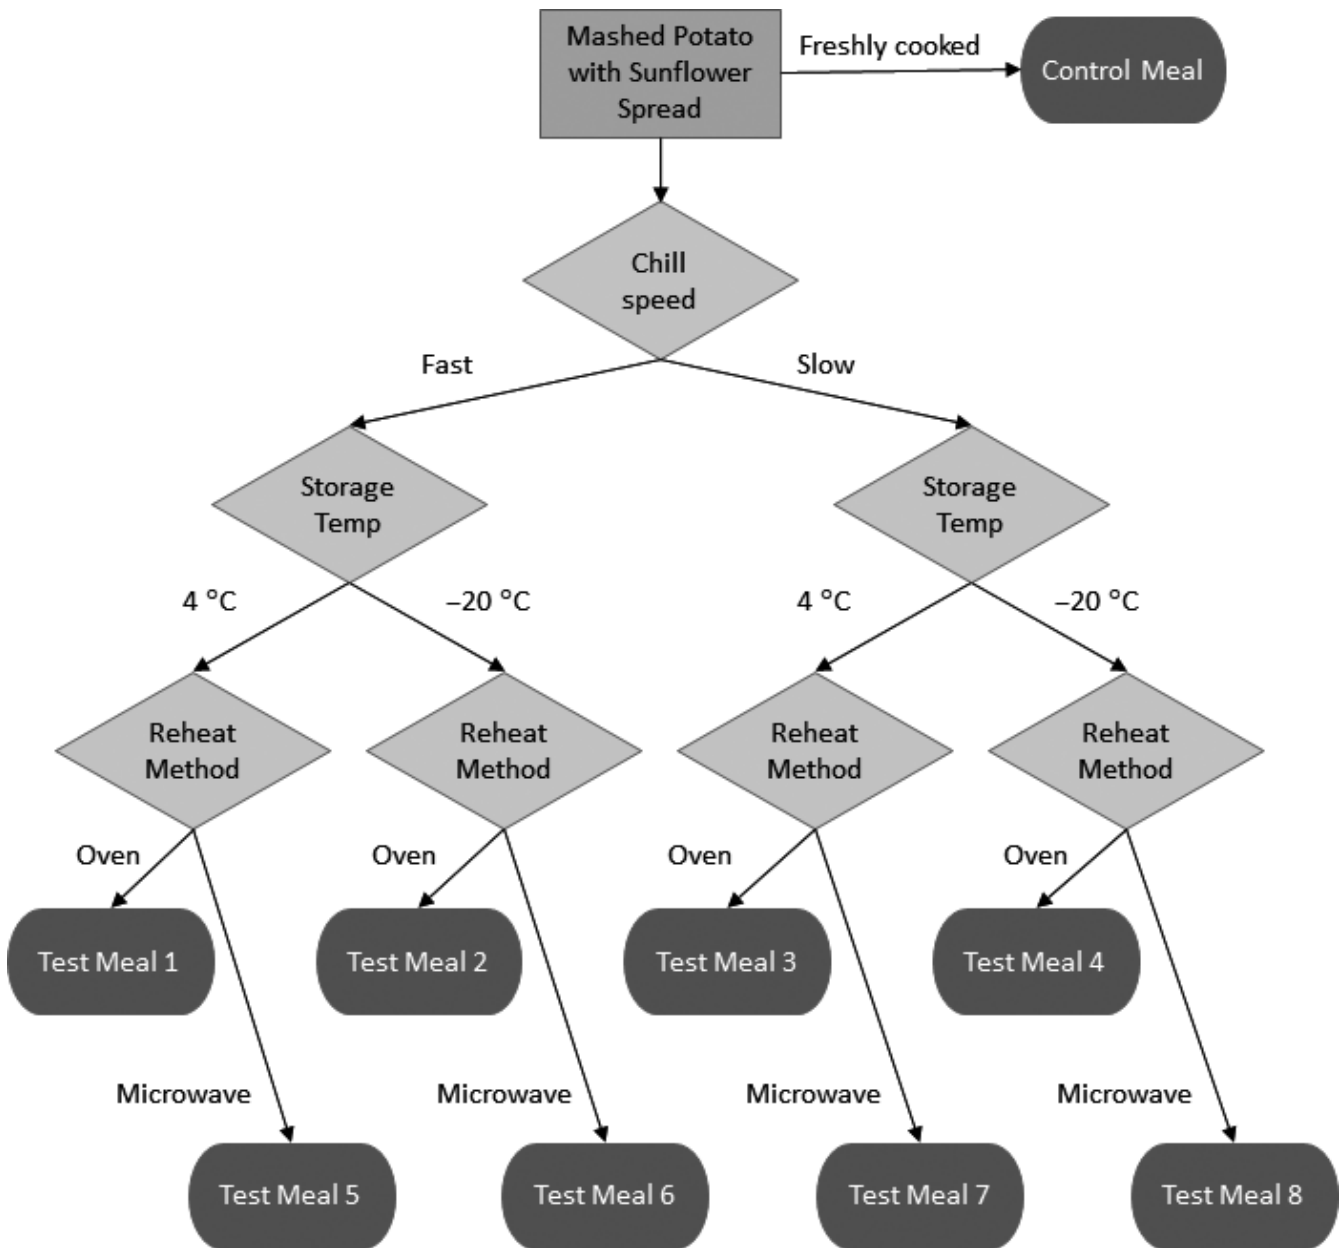 Mashed Potato
with Sunflower
Spread
Freshly cooked
Control Meal
Chill
speed
Fast
Slow
Storage
Temp
Storage
Temp
4 °C
–20 °C
4 °C
–20 °C
Reheat
Method
Reheat
Method
Reheat
Method
Reheat
Method
Oven
Oven
Oven
Oven
Test Meal 1
Test Meal 2
Test Meal 3
Test Meal 4
Microwave
Microwave
Microwave
Microwave
Test Meal 5
Test Meal 6
Test Meal 7
Test Meal 8